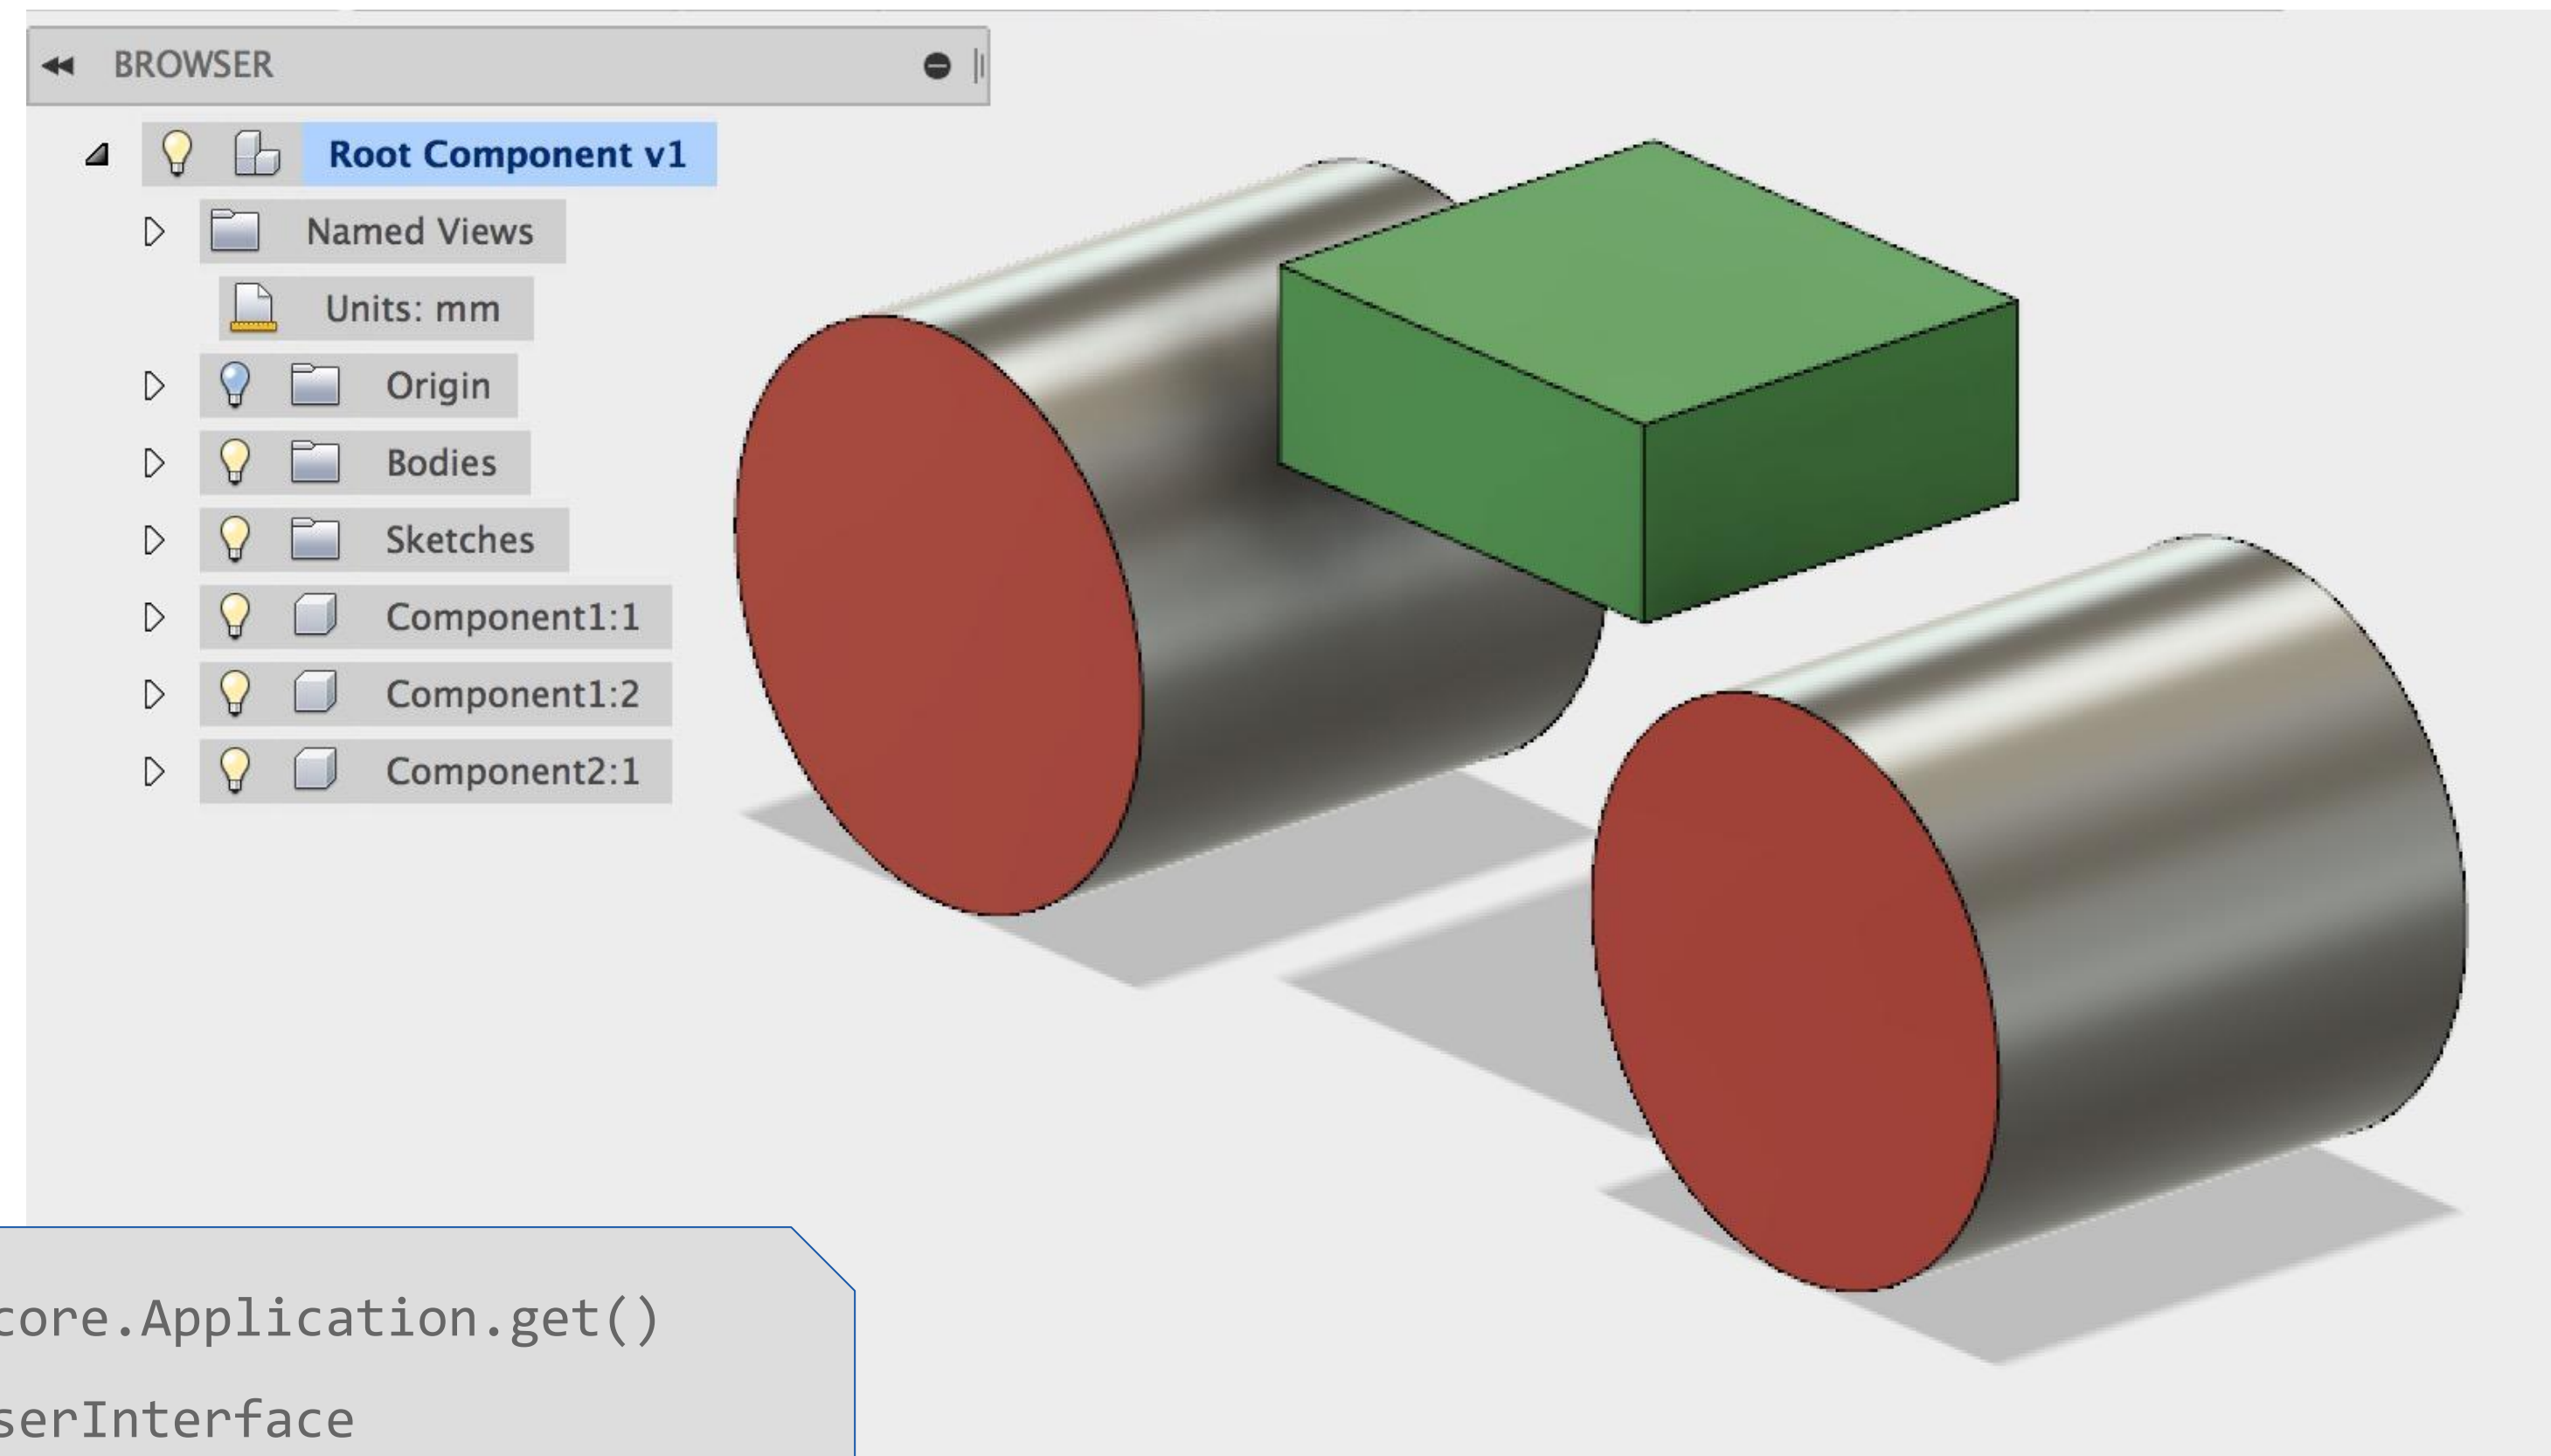 BROWSER
Root Component v1
Named Views
Units: mm
Origin
Bodies
Sketches
Component1:1
Component1:2
Component2:1
core.Application.get()
serInterface